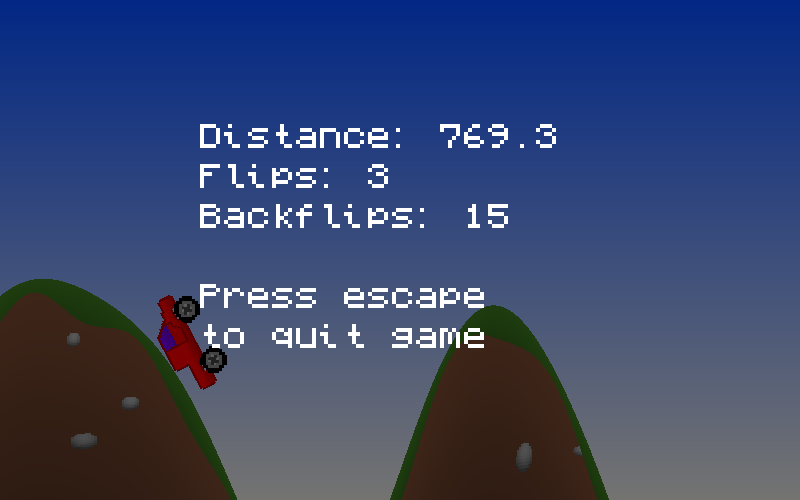 Distance: 769.3
Flips: 3
Backflips: 15
Press escape
to quit game